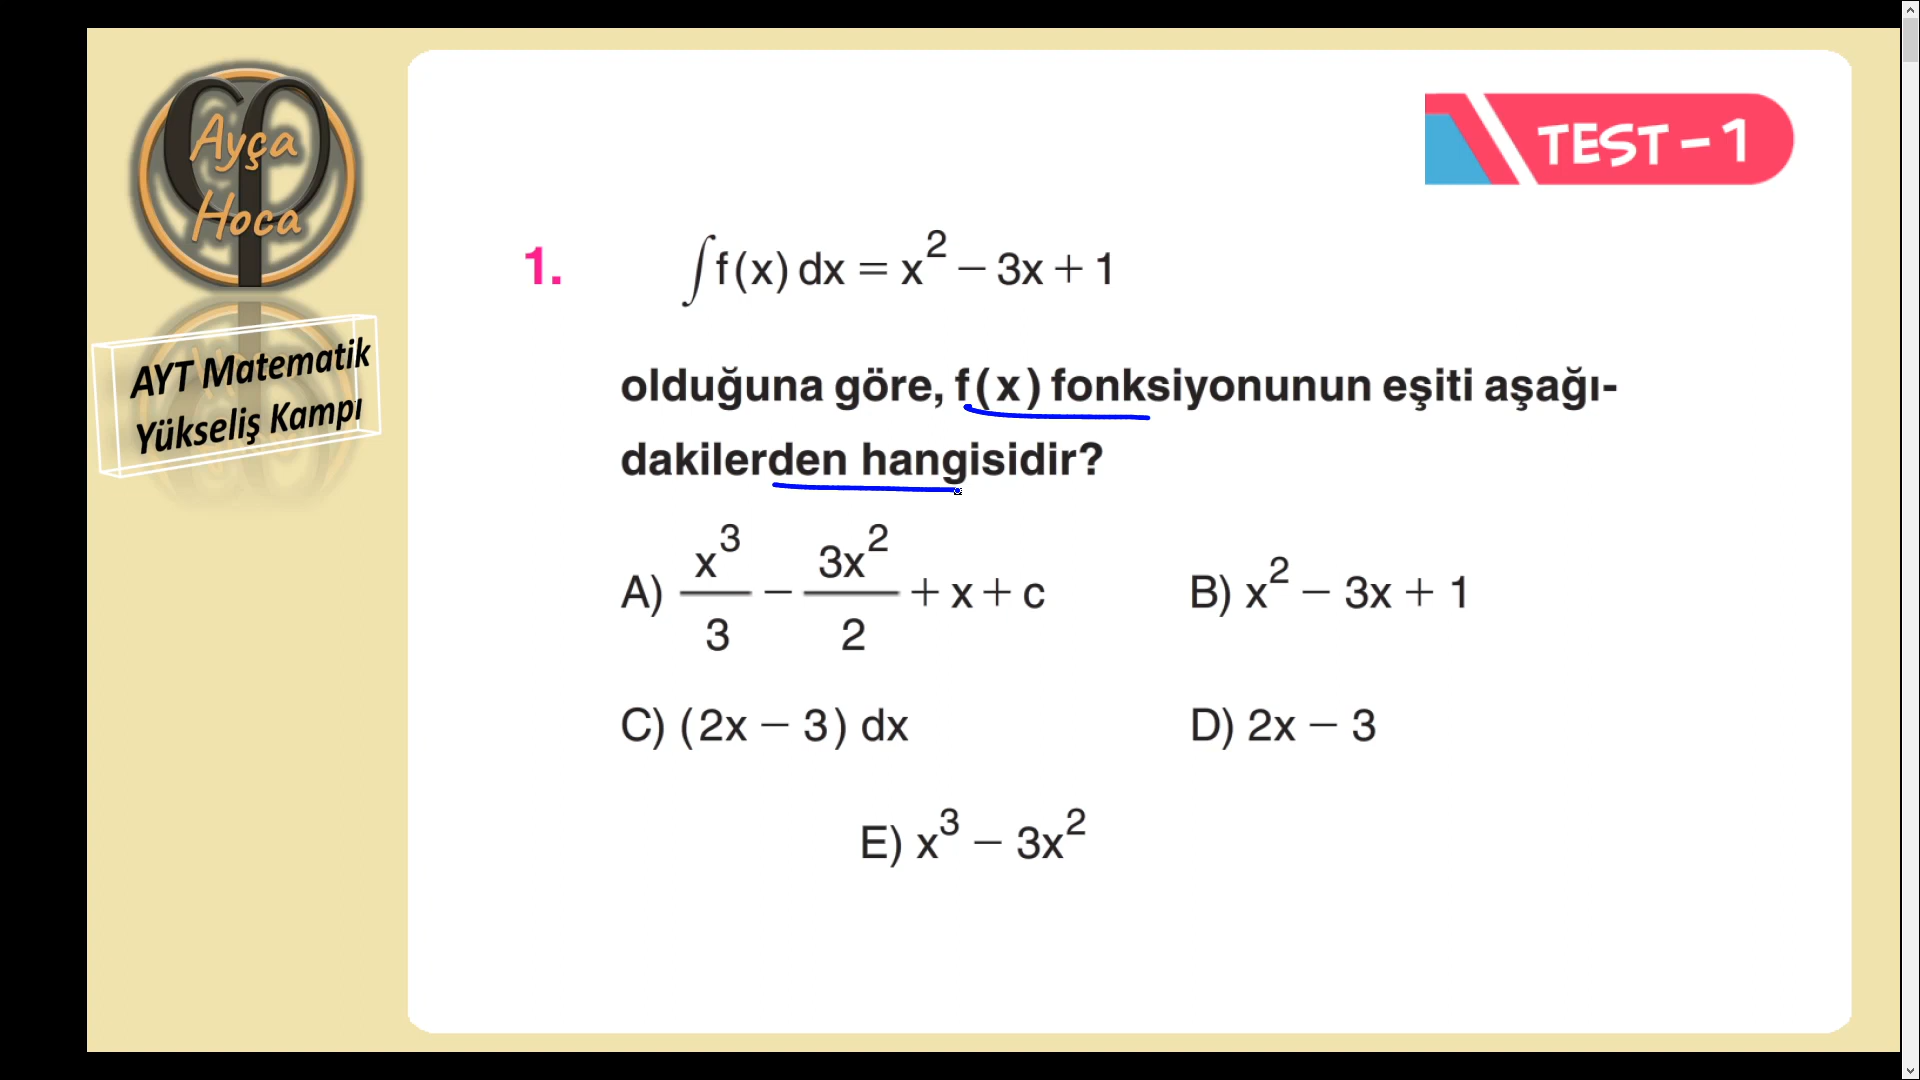 Ayça
Hoca
AYT Matematik
Yükseliş Kampı
TEST - 1
1. ∫f(x) dx = x² − 3x + 1
olduğuna göre, f(x) fonksiyonunun eşiti aşağı-
dakilerden hangisidir?
A) x³/3 − 3x²/2 + x + c B) x² − 3x + 1
C) (2x − 3) dx D) 2x − 3
E) x³ − 3x²